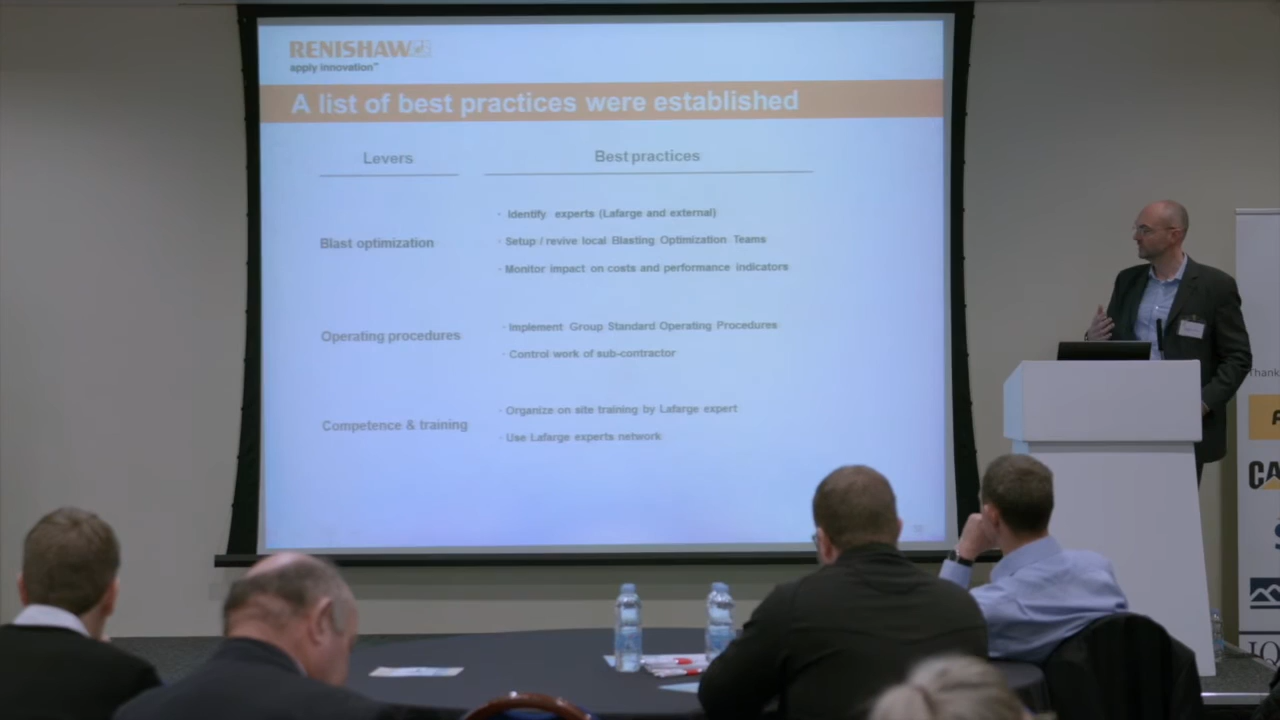 RENISHAW
apply innovation™
A list of best practices were established
Levers
Best practices
Blast optimization
· Identify experts (Lafarge and external)
· Setup / revive local Blasting Optimization Teams
· Monitor impact on costs and performance indicators
Operating procedures
· Implement Group Standard Operating Procedures
· Control work of sub-contractor
Competence & training
· Organize on site training by Lafarge expert
· Use Lafarge experts network
Thank
CA
IQ